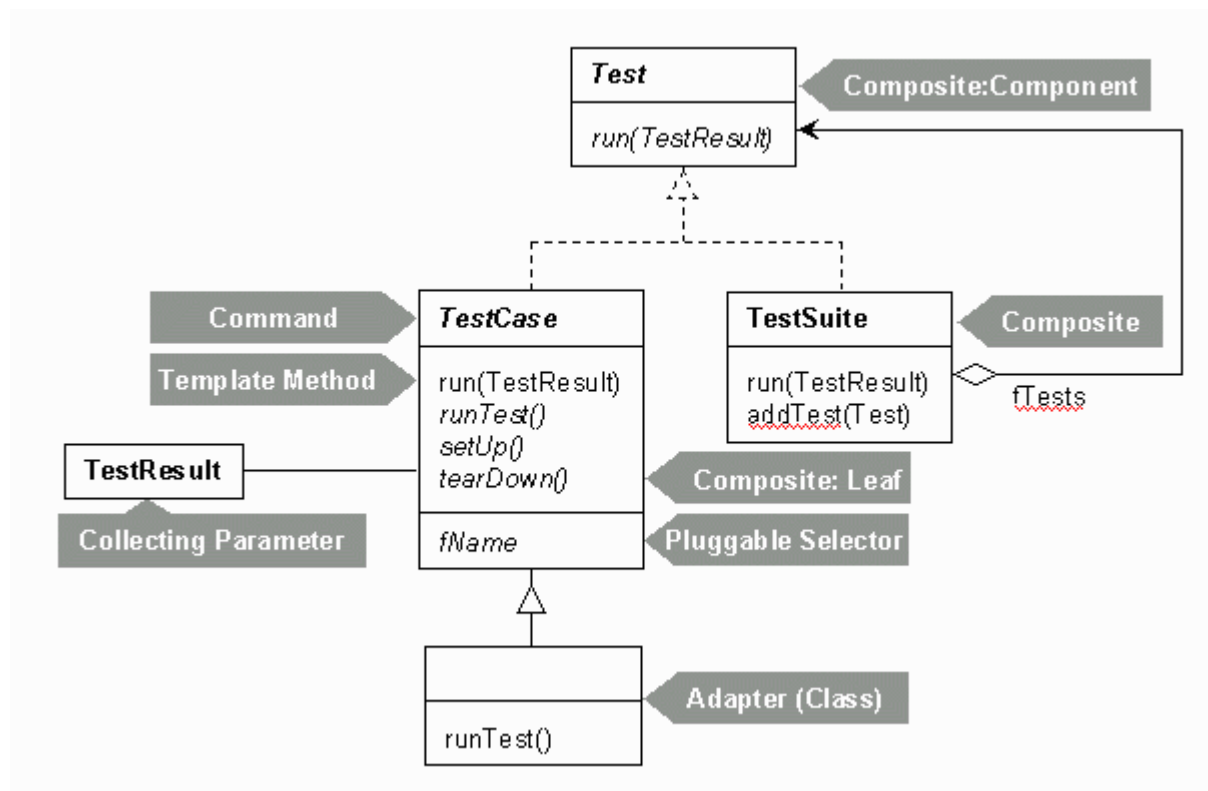 Test
Composite:Component
run(TestResult)
Command
TestCase
TestSuite
Composite
Template Method
run(TestResult)
runTest()
setUp()
tearDown()
run(TestResult)
addTest(Test)
fTests
TestResult
Composite: Leaf
Collecting Parameter
fName
Pluggable Selector
Adapter (Class)
runTest()